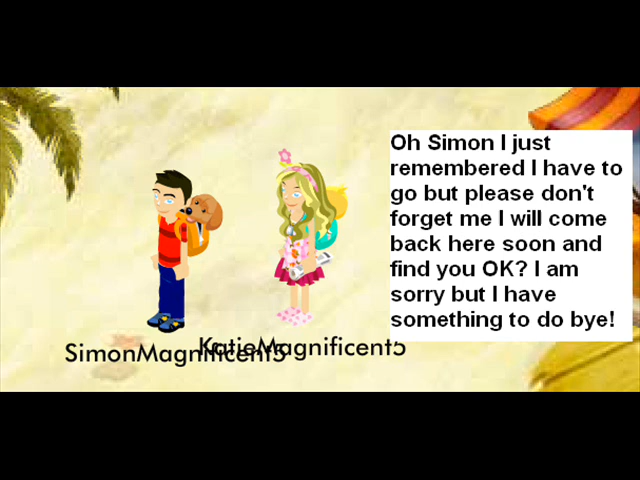 Oh Simon I just
remembered I have to
go but please don't
forget me I will come
back here soon and
find you OK? I am
sorry but I have
something to do bye!
SimonMagnificent5
KatieMagnificent5